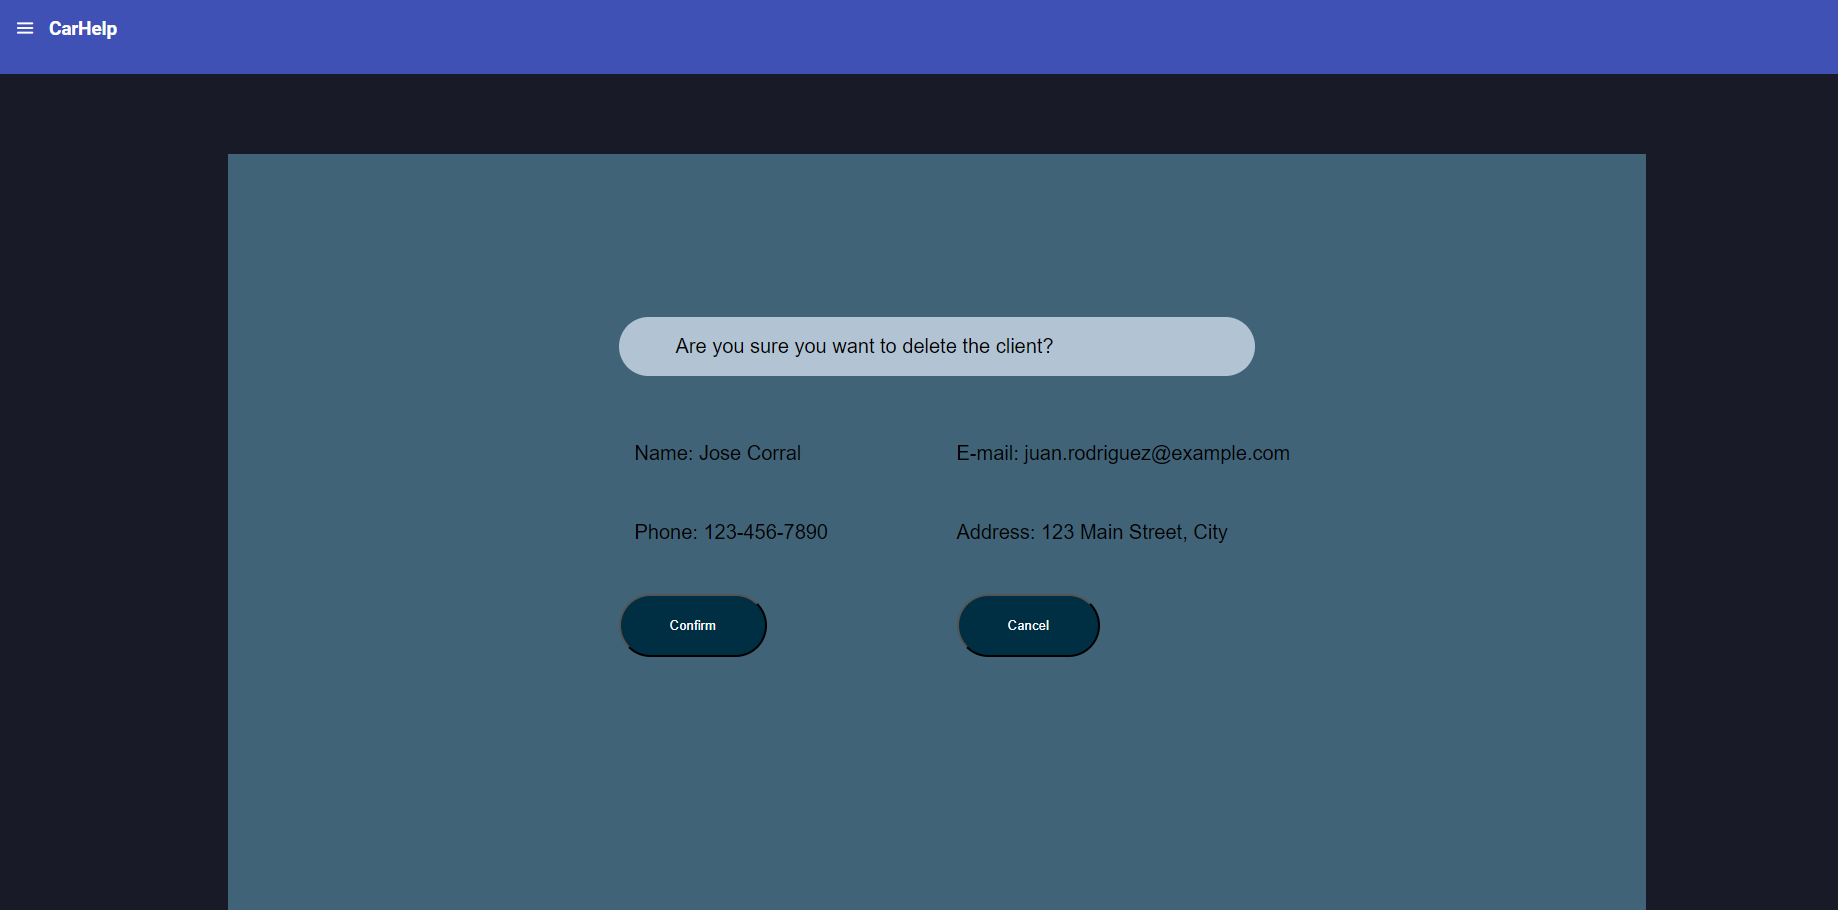 CarHelp
Are you sure you want to delete the client?
Name: Jose Corral
E-mail: juan.rodriguez@example.com
Phone: 123-456-7890
Address: 123 Main Street, City
Confirm
Cancel